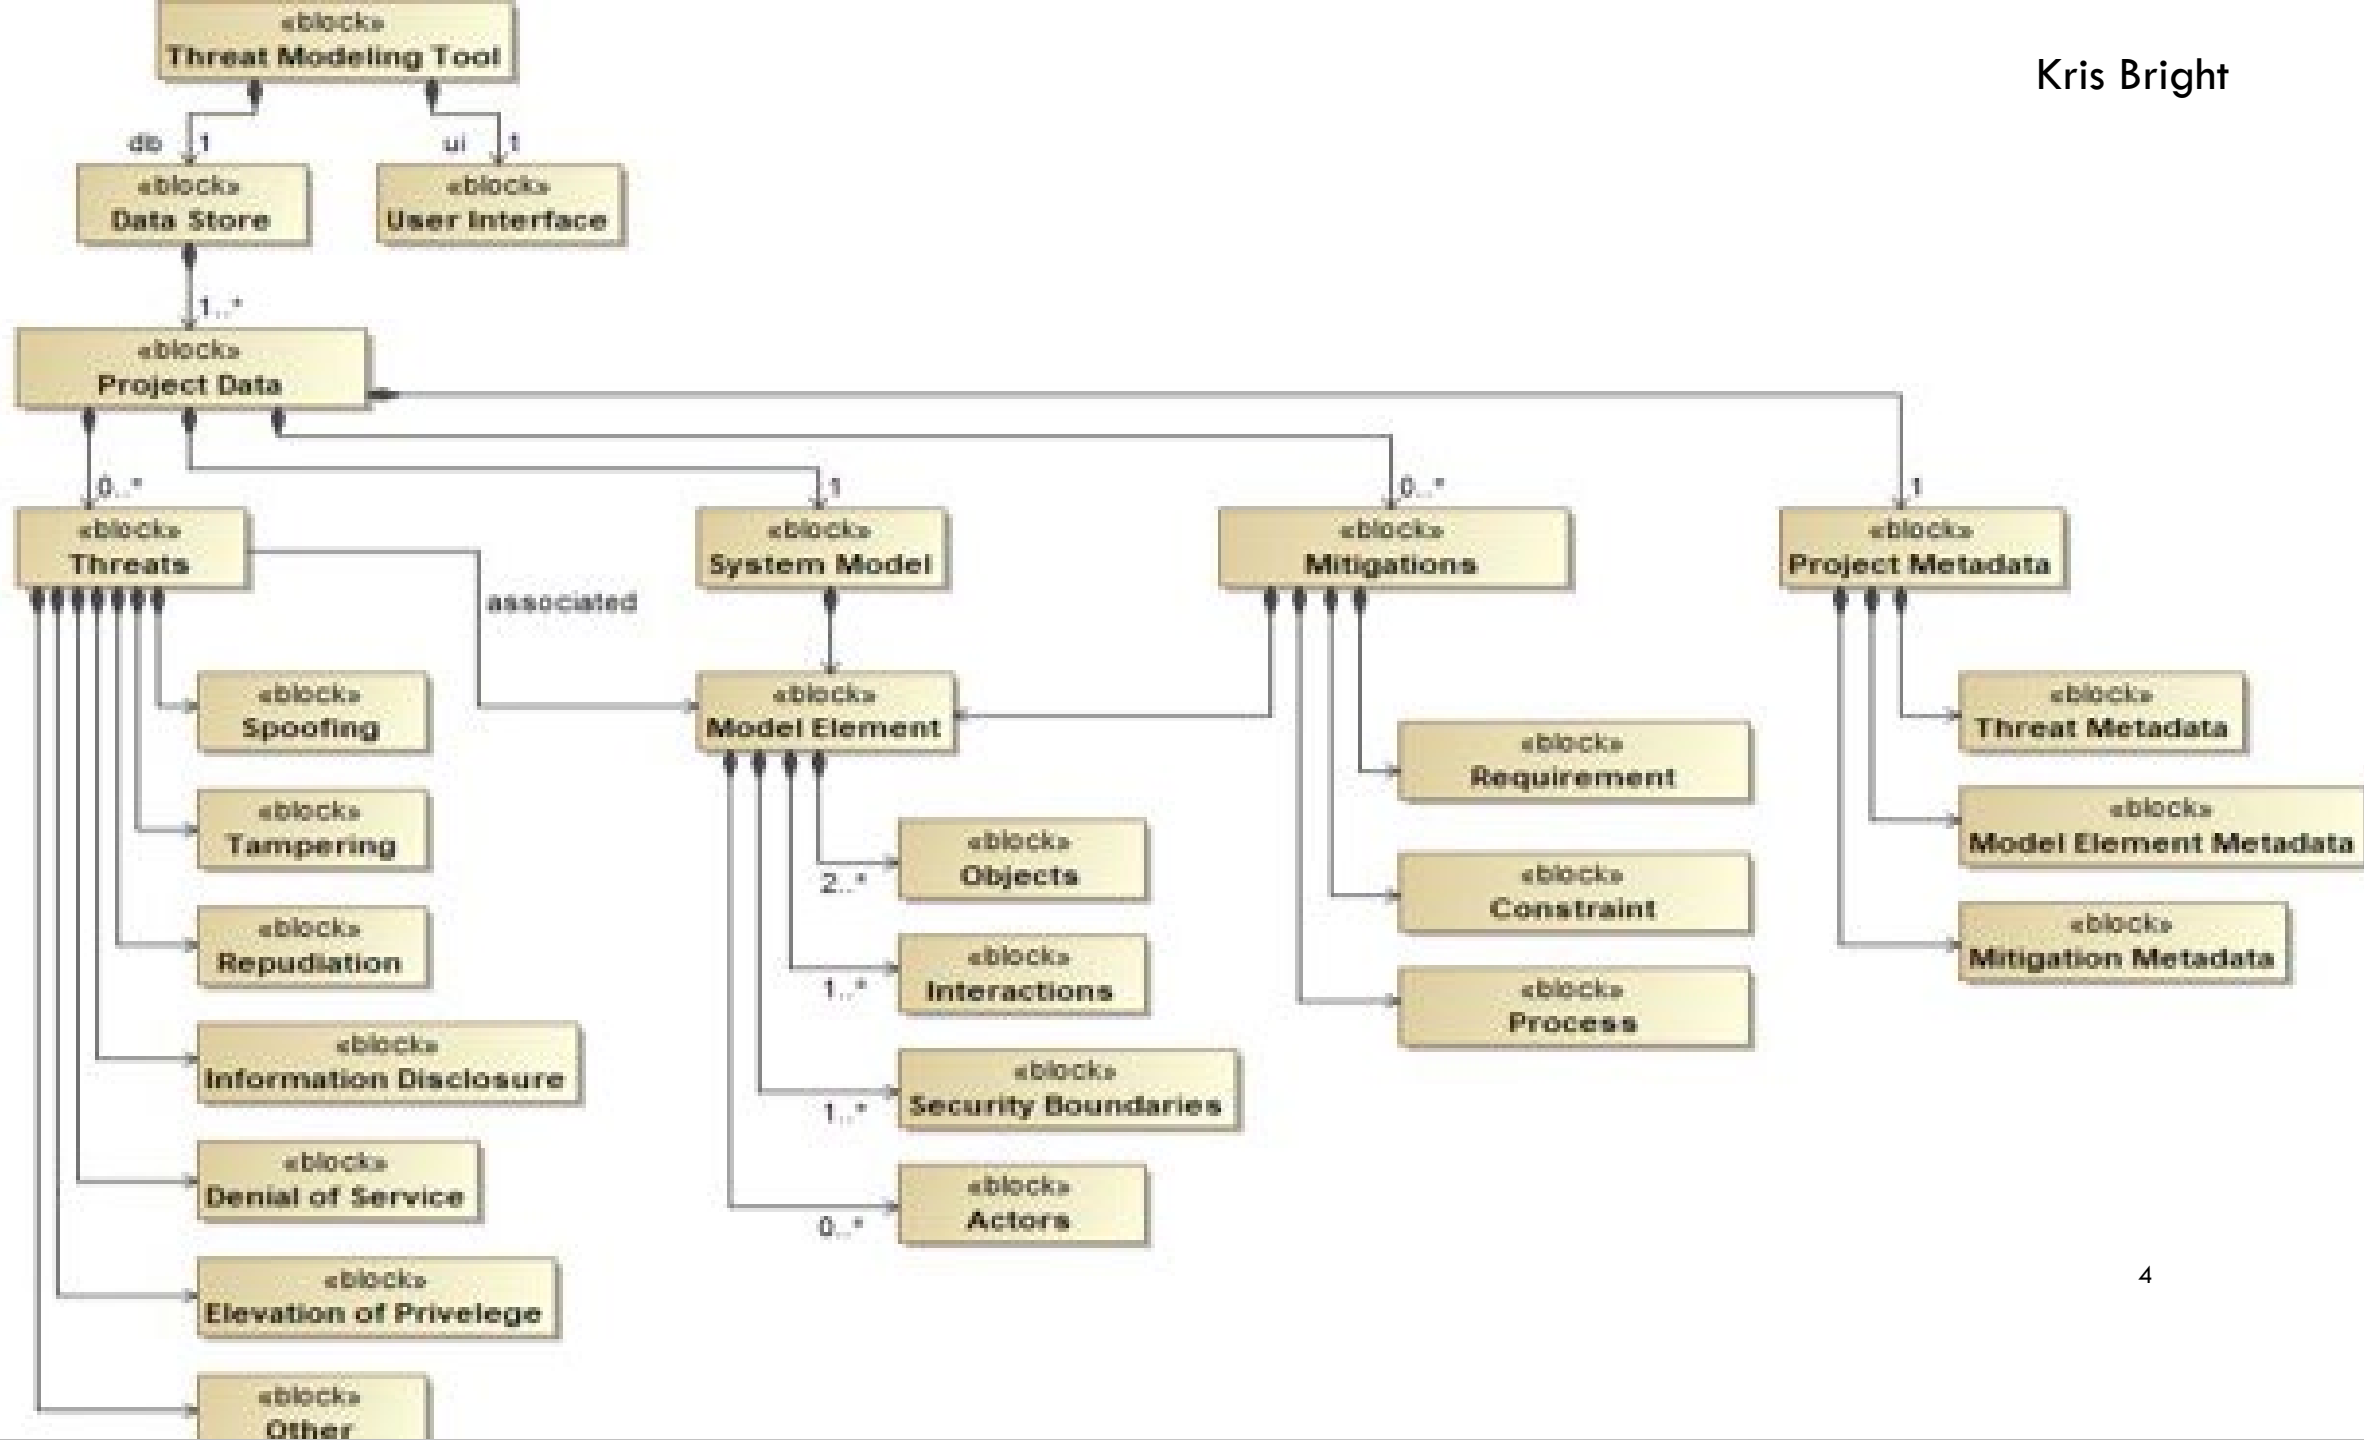 «block»
Threat Modeling Tool
Kris Bright
db 1
ui 1
«block»
Data Store
«block»
User Interface
1..*
«block»
Project Data
0..*
1
0..*
1
«block»
Threats
«block»
System Model
«block»
Mitigations
«block»
Project Metadata
associated
«block»
Spoofing
«block»
Model Element
«block»
Requirement
«block»
Threat Metadata
«block»
Tampering
«block»
Objects
2..*
«block»
Constraint
«block»
Model Element Metadata
«block»
Repudiation
«block»
Interactions
1..*
«block»
Process
«block»
Mitigation Metadata
«block»
Information Disclosure
«block»
Security Boundaries
1..*
«block»
Denial of Service
«block»
Actors
0..*
«block»
Elevation of Privelege
4
«block»
Other